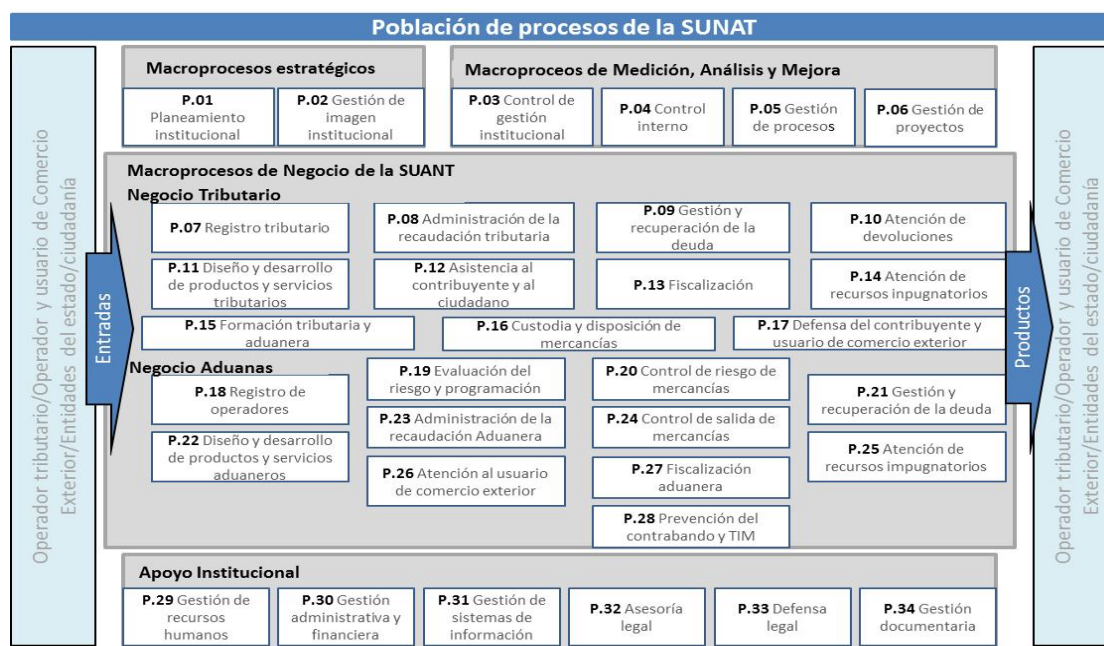 Población de procesos de la SUNAT
Operador tributario/Operador y usuario de Comercio
Exterior/Entidades del estado/ciudadanía
Entradas
Macroprocesos estratégicos
P.01
Planeamiento
institucional
P.02 Gestión de
imagen
institucional
Macroproceos de Medición, Análisis y Mejora
P.03 Control de
gestión
institucional
P.04 Control
interno
P.05 Gestión
de procesos
P.06 Gestión de
proyectos
Macroprocesos de Negocio de la SUANT
Negocio Tributario
P.07 Registro tributario
P.08 Administración de la
recaudación tributaria
P.09 Gestión y
recuperación de la
deuda
P.10 Atención de
devoluciones
P.11 Diseño y desarrollo
de productos y servicios
tributarios
P.12 Asistencia al
contribuyente y al
ciudadano
P.13 Fiscalización
P.14 Atención de
recursos inpugnatorios
P.15 Formación tributaria y
aduanera
P.16 Custodia y disposición de
mercancías
P.17 Defensa del contribuyente y
usuario de comercio exterior
Negocio Aduanas
P.18 Registro de
operadores
P.19 Evaluación del
riesgo y programación
P.20 Control de riesgo de
mercancías
P.21 Gestión y
recuperación de la deuda
P.22 Diseño y desarrollo
de productos y servicios
aduaneros
P.23 Administración de la
recaudación Aduanera
P.24 Control de salida de
mercancías
P.25 Atención de
recursos impugnatorios
P.26 Atención al usuario
de comercio exterior
P.27 Fiscalización
aduanera
P.28 Prevención del
contrabando y TIM
Apoyo Institucional
P.29 Gestión de
recursos
humanos
P.30 Gestión
administrativa y
financiera
P.31 Gestión de
sistemas de
información
P.32 Asesoría
legal
P.33 Defensa
legal
P.34 Gestión
documentaria
Productos
Operador tributario/Operador y usuario de Comercio
Exterior/Entidades del estado/ciudadanía